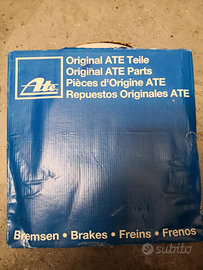 Original ATE Teile
Original ATE Parts
Pièces d'Origine ATE
Repuestos Originales ATE
Ate
Bremsen • Brakes • Freins • Frenos
subito